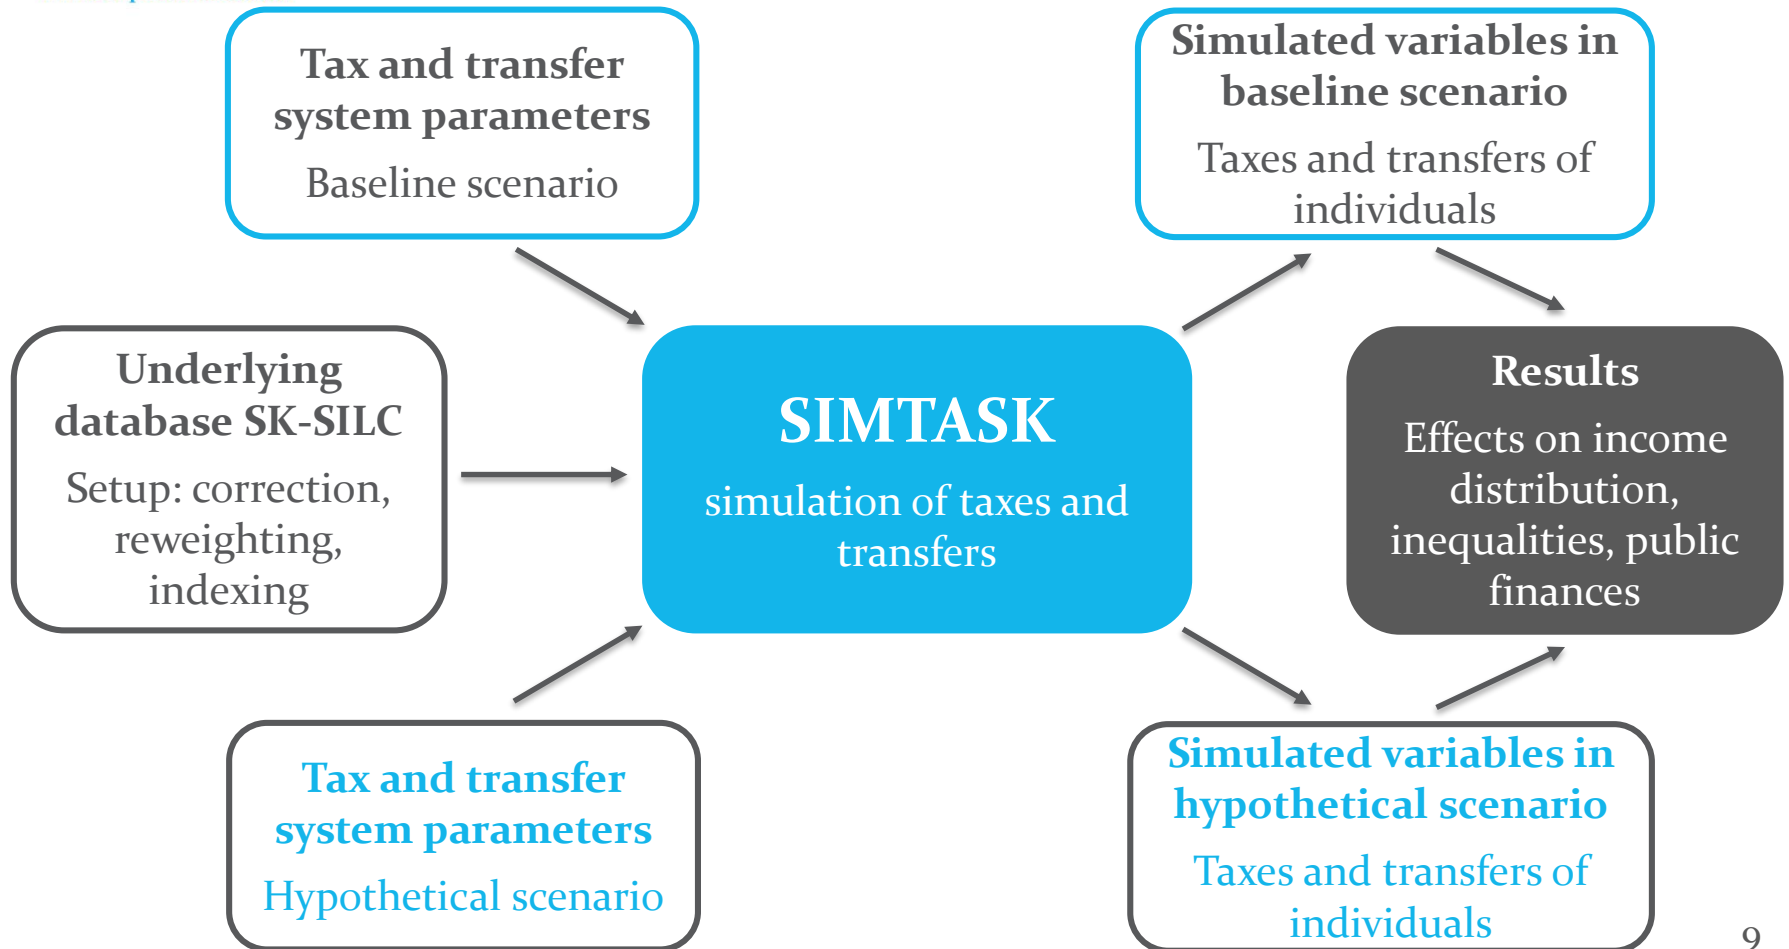 Tax and transfer
system parameters
Baseline scenario
Simulated variables in
baseline scenario
Taxes and transfers of
individuals
Underlying
database SK-SILC
Setup: correction,
reweighting,
indexing
SIMTASK
simulation of taxes and
transfers
Results
Effects on income
distribution,
inequalities, public
finances
Tax and transfer
system parameters
Hypothetical scenario
Simulated variables in
hypothetical scenario
Taxes and transfers of
individuals
9